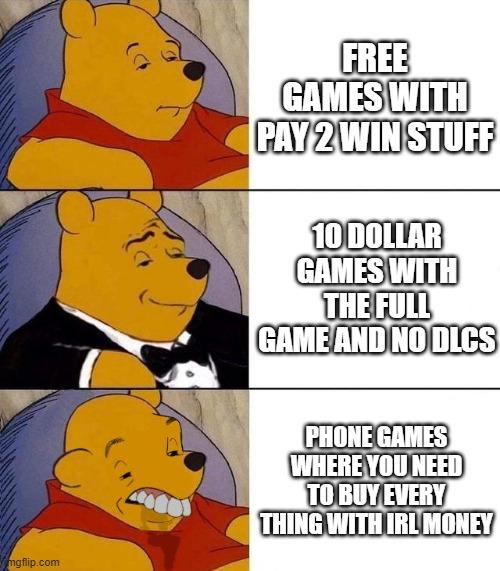 FREE
GAMES WITH
PAY 2 WIN STUFF
10 DOLLAR
GAMES WITH
THE FULL
GAME AND NO DLCS
PHONE GAMES
WHERE YOU NEED
TO BUY EVERY
THING WITH IRL MONEY
imgflip.com